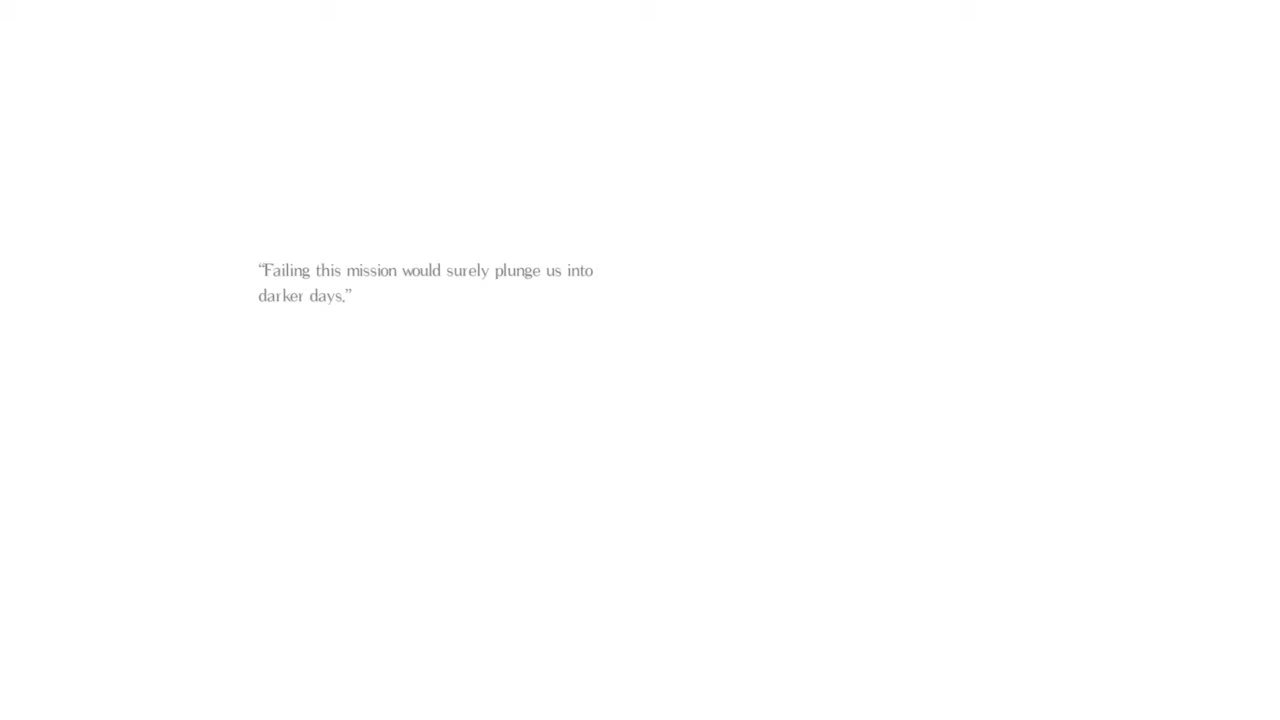 “Failing this mission would surely plunge us into
darker days.”